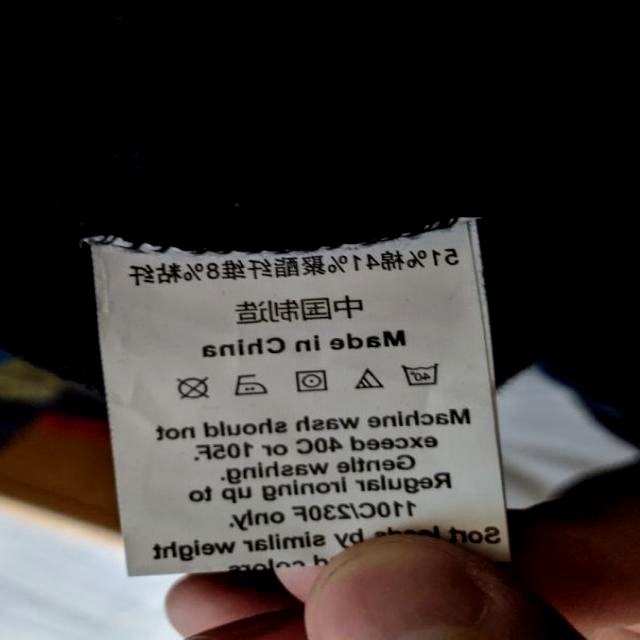 51%棉41%聚酯纤维8%粘纤
中国制造
Made in China
Machine wash should not
exceed 40C or 105F.
Gentle washing.
Regular ironing up to
110C/230F only.
Sort loads by similar weight
colors